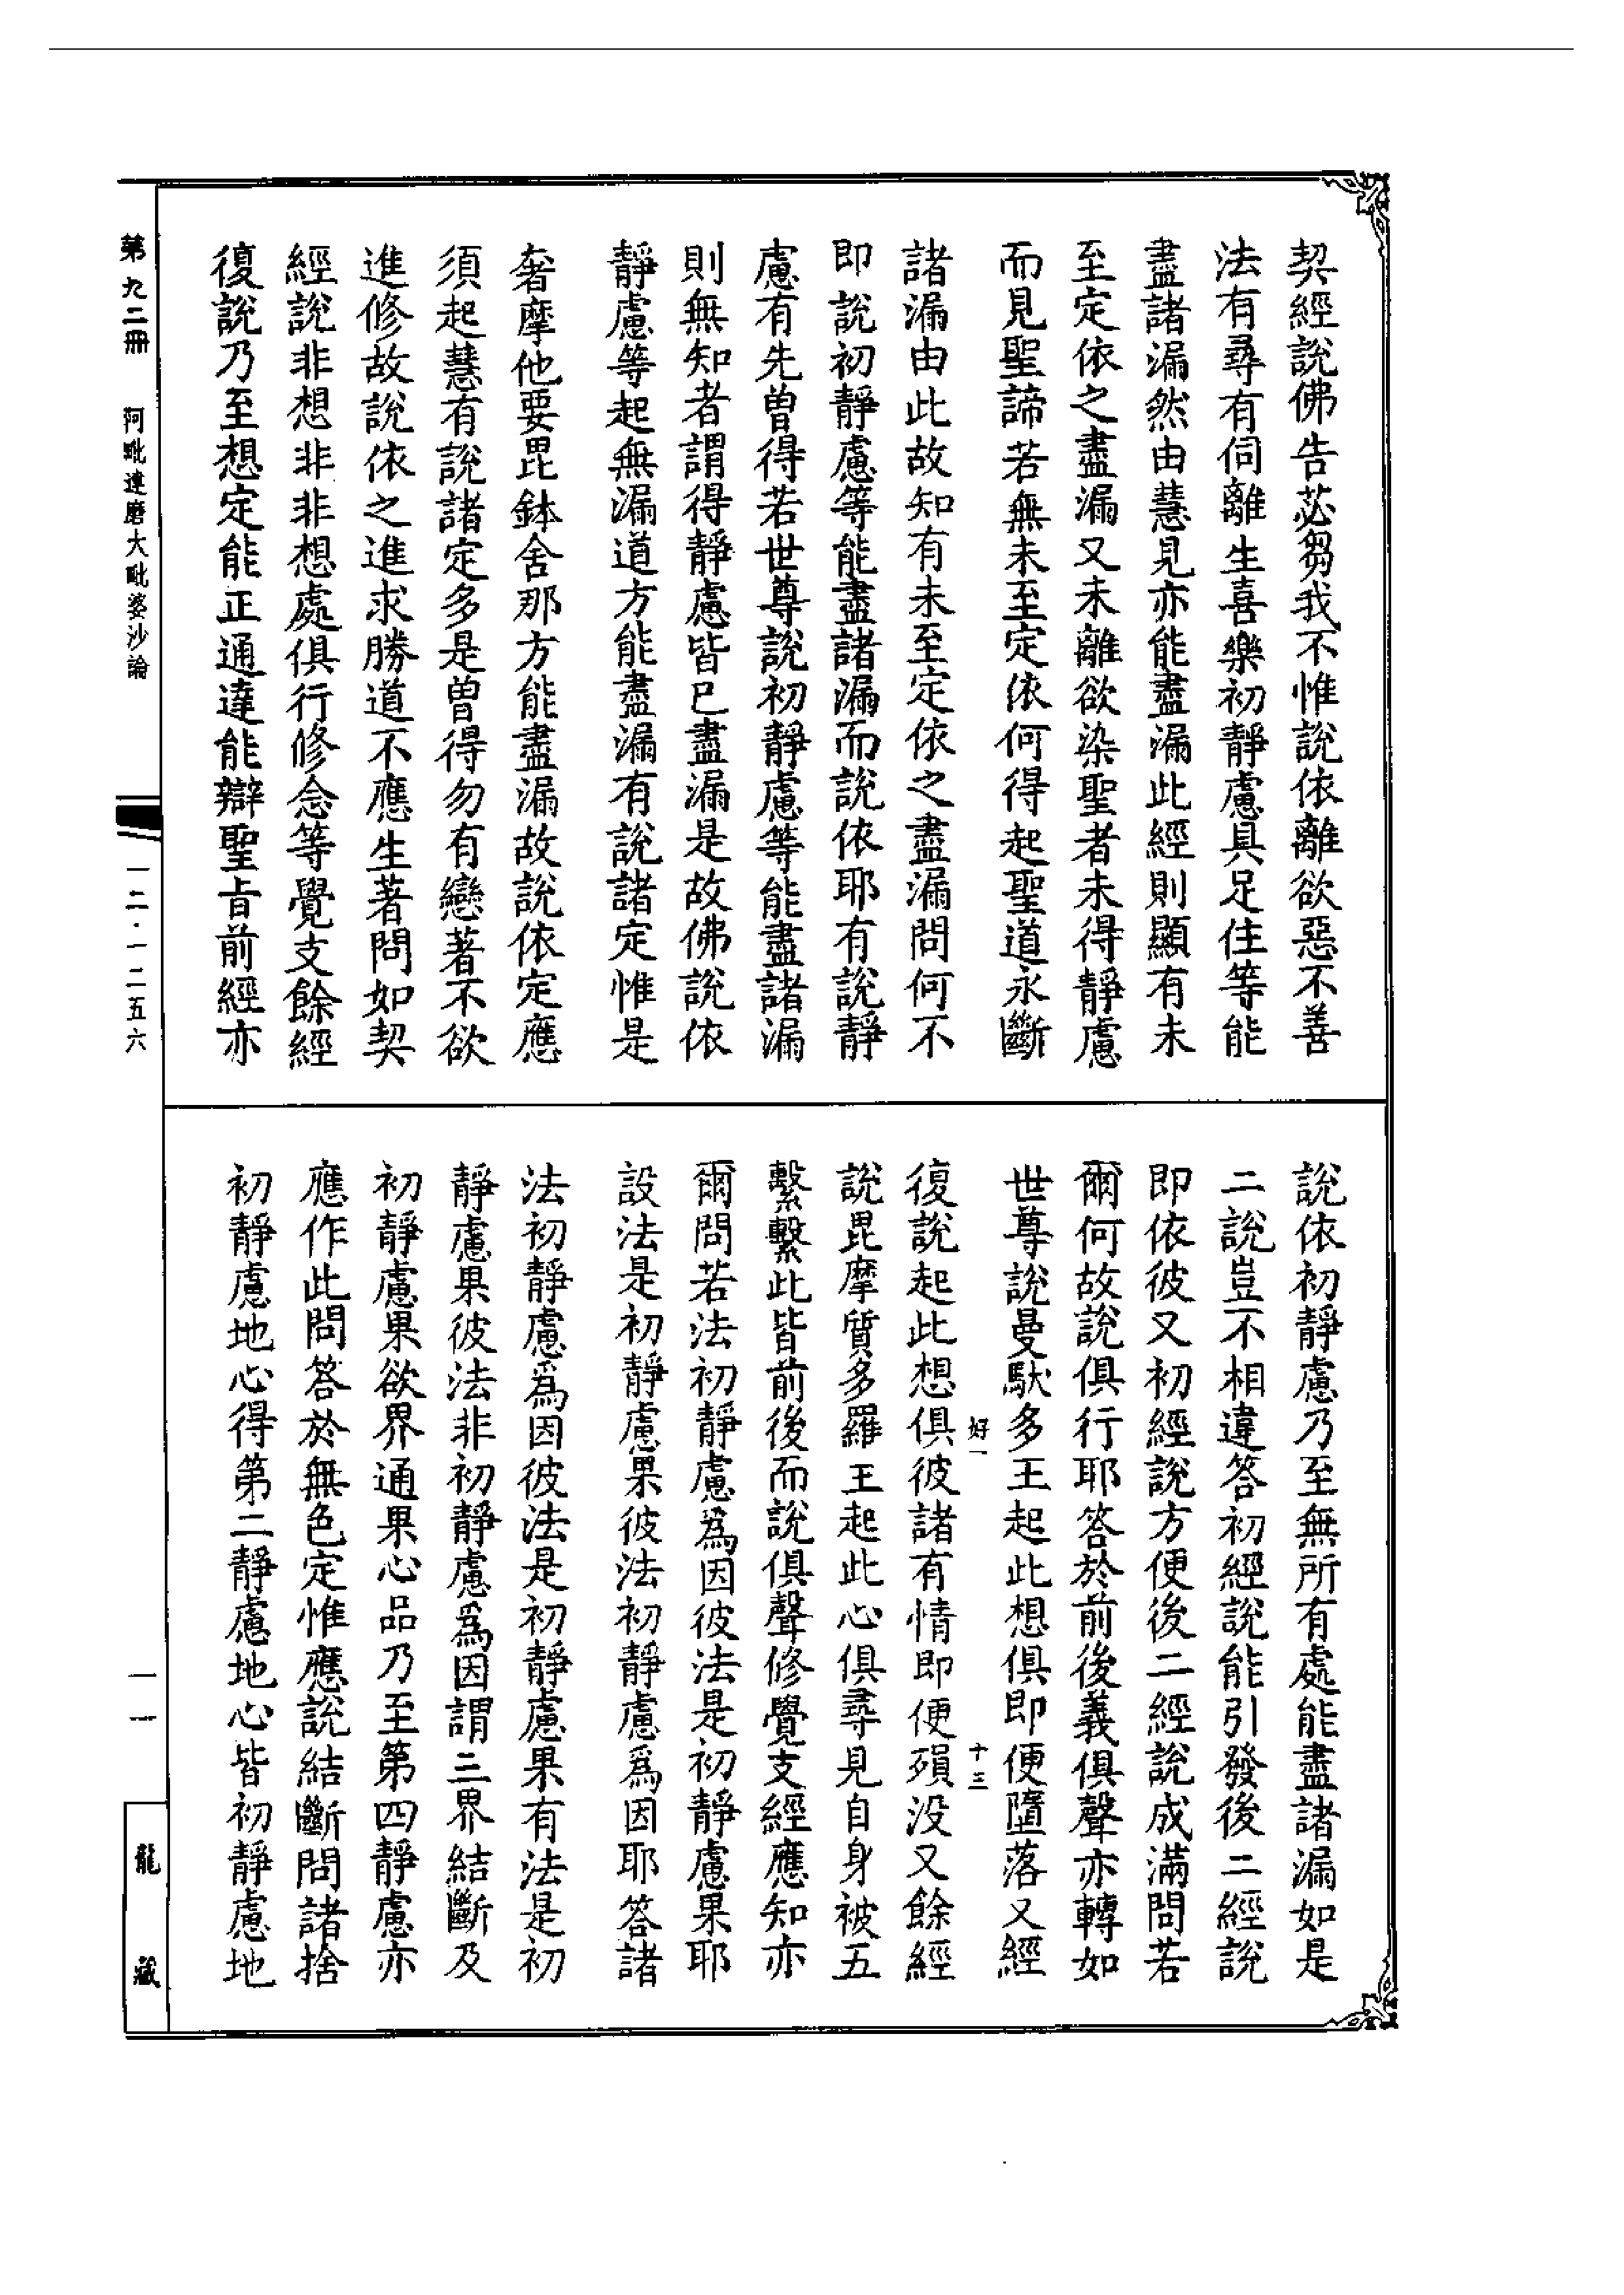 契經說佛告苾芻我不惟說依離欲惡不善
法有尋有伺離生喜樂初靜慮具足住等能
盡諸漏然由慧見亦能盡漏此經則顯有未
至定依之盡漏又未離欲染聖者未得靜慮
而見聖諦若無未至定依何得起聖道永斷
諸漏由此故知有未至定依之盡漏問何不
即說初靜慮等能盡諸漏而說依耶有說靜
慮有先曾得若世尊說初靜慮等能盡諸漏
則無知者謂得靜慮皆已盡漏是故佛說依
靜慮等起無漏道方能盡漏有說諸定惟是
奢摩他要毘鉢舍那方能盡漏故說依定應
須起慧有說諸定多是曾得勿有戀著不欲
進修故說依之進求勝道不應生著問如契
經說非想非非想處俱行修念等覺支餘經
復說乃至想定能正通達能辯聖旨前經亦
說依初靜慮乃至無所有處能盡諸漏如是
二說豈不相違答初經說能引發後二經說
即依彼又初經說方便後二經說成滿問若
爾何故說俱行耶答於前後義俱聲亦轉如
世尊說曼馱多王起此想俱即便墮落又經
好一
十三
復說起此想俱彼諸有情即便殞没又餘經
說毘摩質多羅王起此心俱尋見自身被五
繫繫此皆前後而說俱聲修覺支經應知亦
爾問若法初靜慮爲因彼法是初靜慮果耶
設法是初靜慮果彼法初靜慮爲因耶答諸
法初靜慮爲因彼法是初靜慮果有法是初
靜慮果彼法非初靜慮爲因謂三界結斷及
初靜慮果欲界通果心品乃至第四靜慮亦
應作此問答於無色定惟應說結斷問諸捨
初靜慮地心得第二靜慮地心皆初靜慮地
第九二冊
阿毗達磨大毗婆沙論
一二·一二五六
一一
龍藏